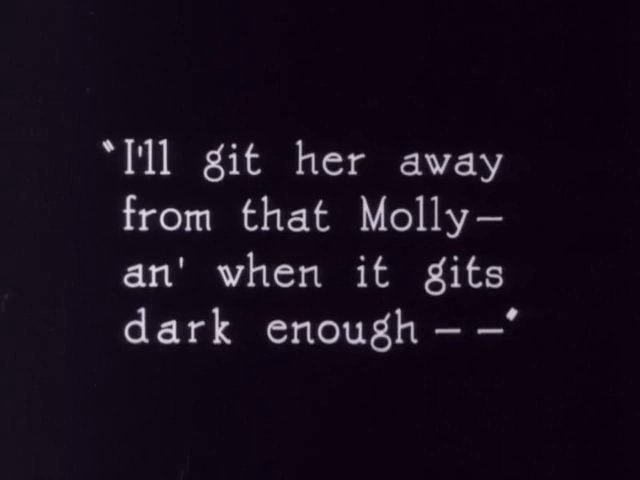 "I'll git her away
from that Molly—
an' when it gits
dark enough — —"